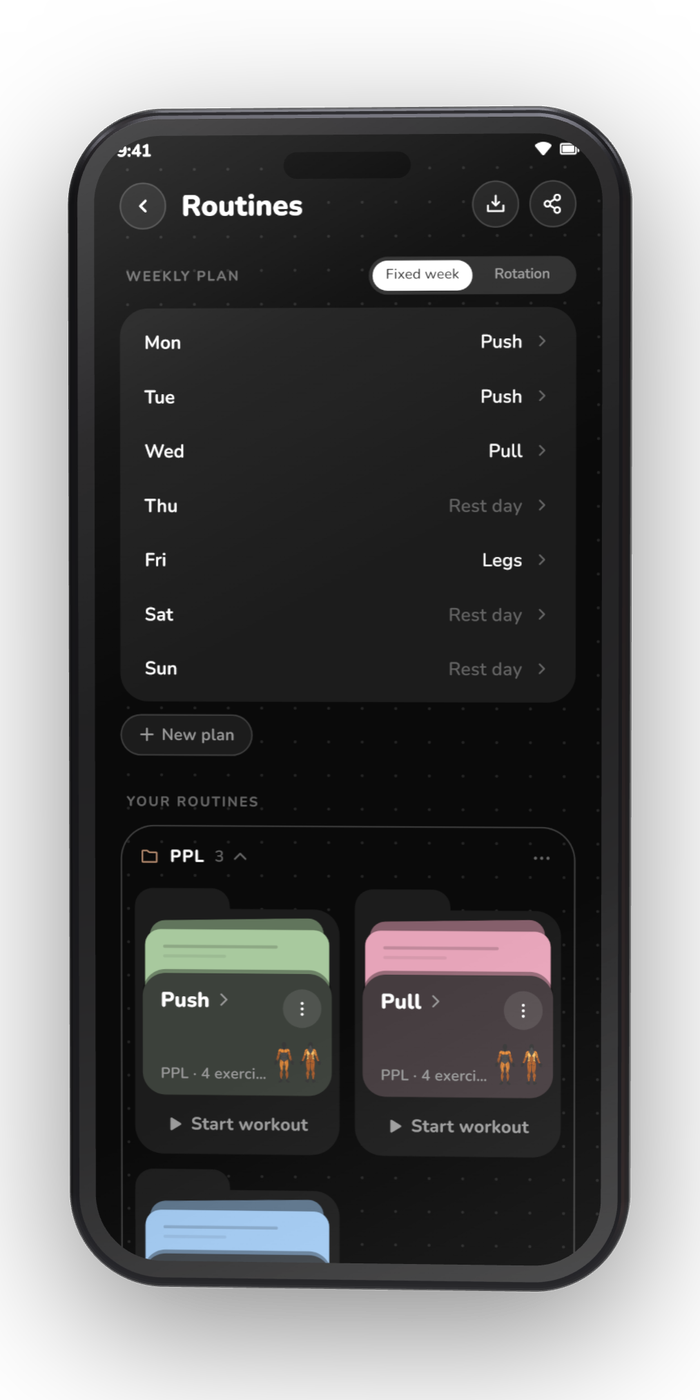 9:41
Routines
WEEKLY PLAN
Fixed week Rotation
Mon Push
Tue Push
Wed Pull
Thu Rest day
Fri Legs
Sat Rest day
Sun Rest day
+ New plan
YOUR ROUTINES
PPL 3
Push Pull
PPL · 4 exerci... PPL · 4 exerci...
Start workout Start workout